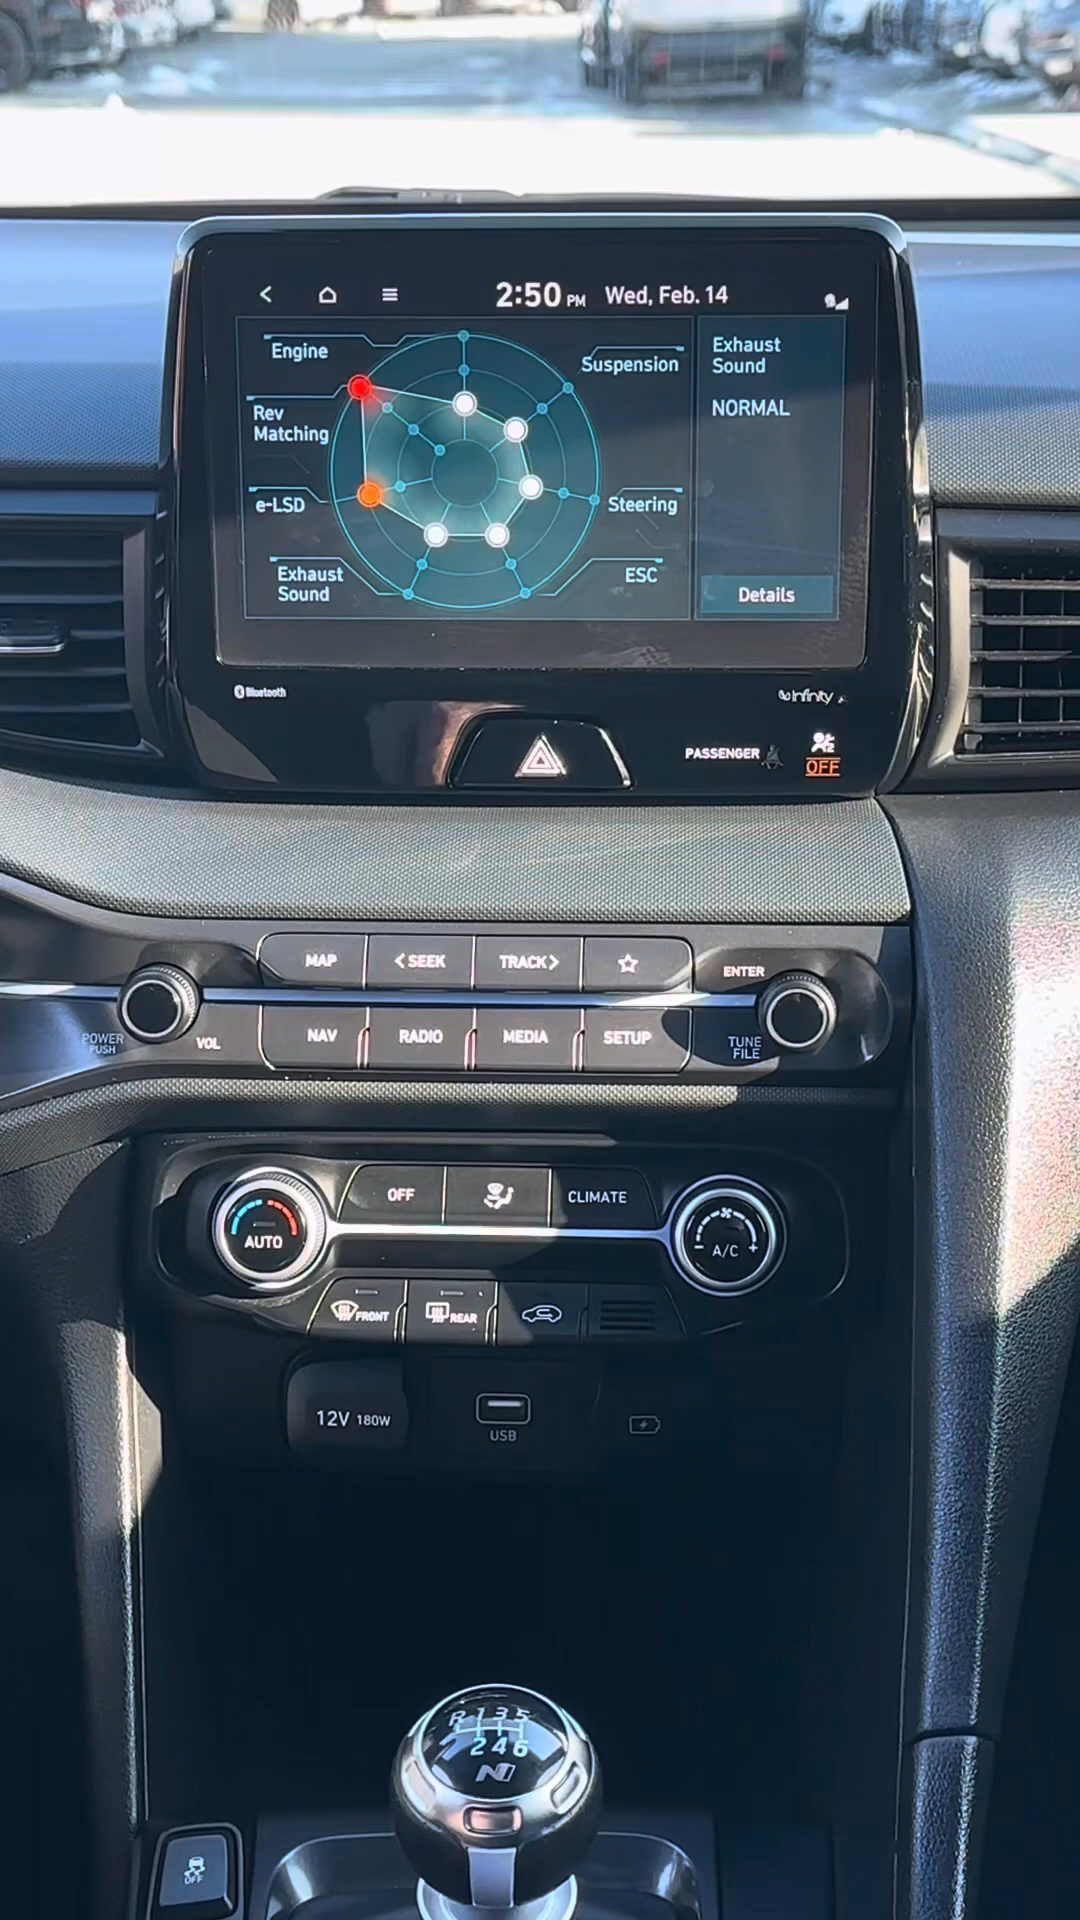 2:50 PM Wed, Feb. 14
Engine
Suspension
Exhaust
Sound
NORMAL
Rev
Matching
e-LSD
Steering
Exhaust
Sound
ESC
Details
Bluetooth
infinity
PASSENGER
OFF
MAP
SEEK
TRACK
ENTER
POWER
PUSH
VOL
NAV
RADIO
MEDIA
SETUP
TUNE
FILE
OFF
CLIMATE
AUTO
A/C
FRONT
REAR
12V 180W
USB
R 1 3 5
2 4 6
N
OFF